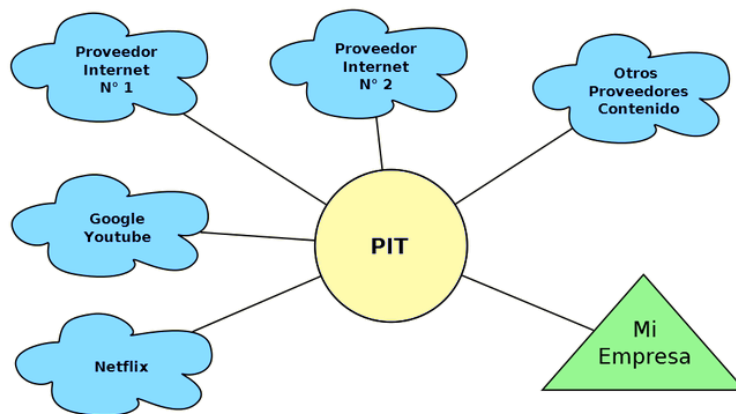 Proveedor
Internet
N° 1
Proveedor
Internet
N° 2
Otros
Proveedores
Contenido
Google
Youtube
PIT
Netflix
Mi
Empresa